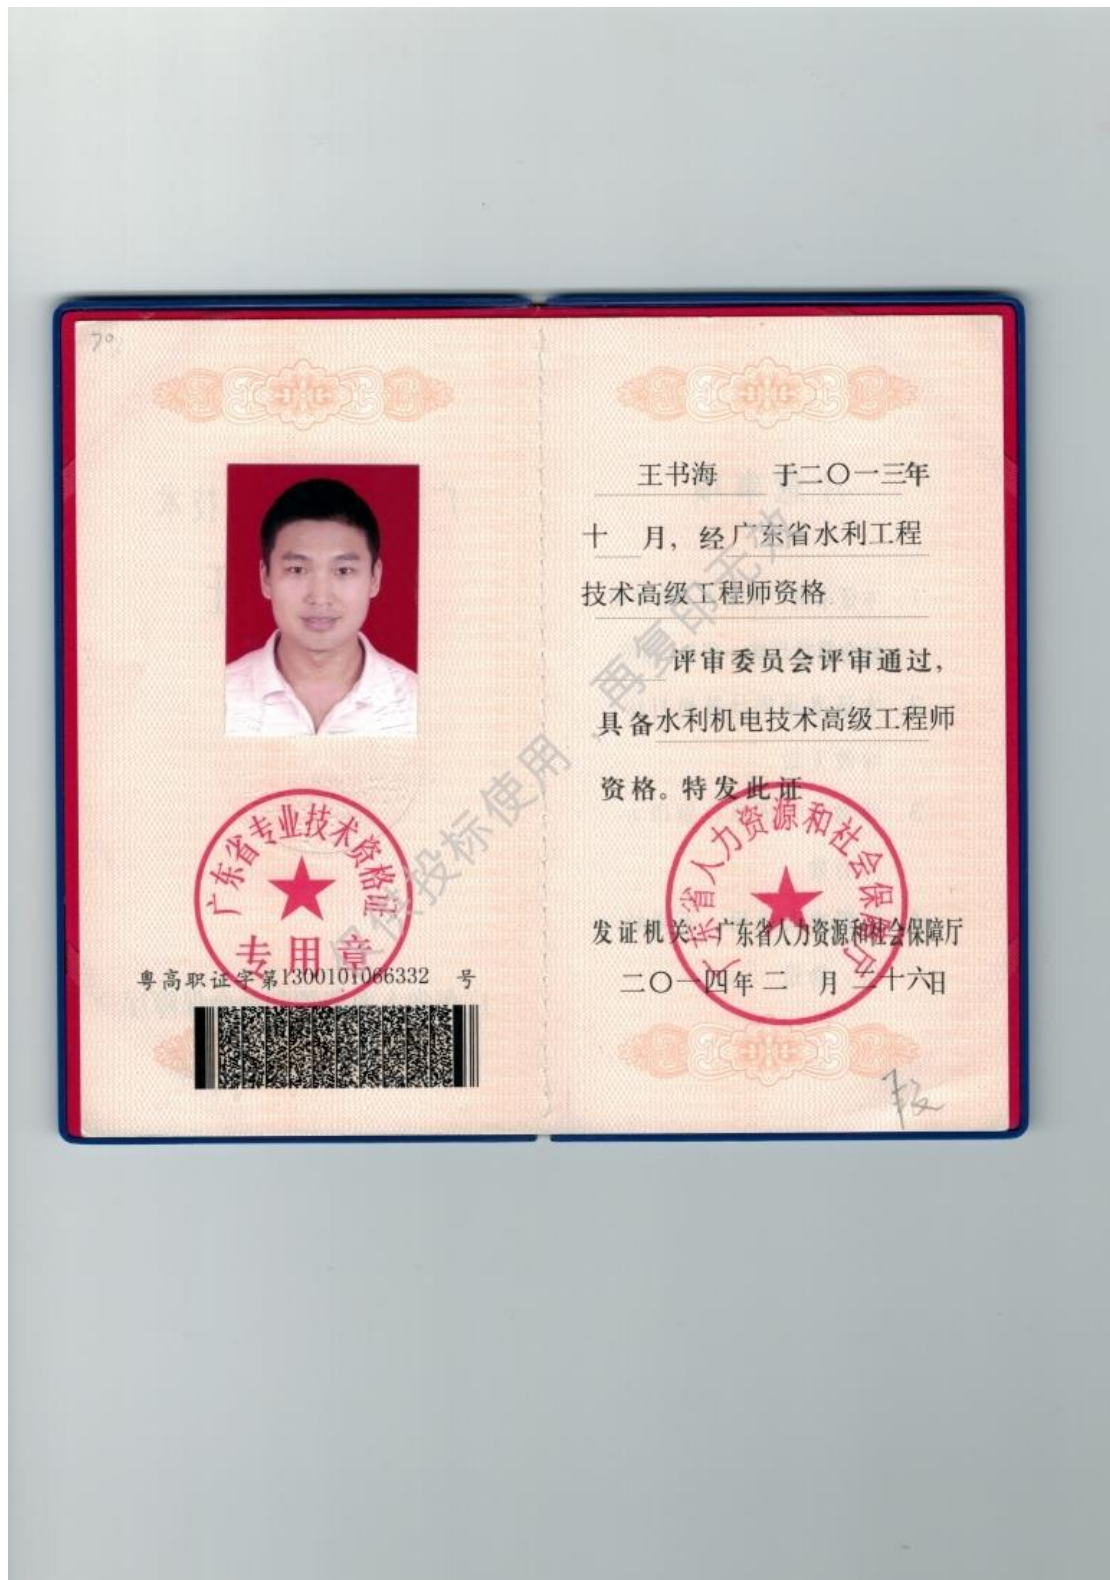 70
广东省专业技术资格证
专用章
粤高职证字第1300101066332 号
王书海 于二〇一三年
十 月，经广东省水利工程
技术高级工程师资格
评审委员会评审通过，
具备水利机电技术高级工程师
资格。特发此证
广东省人力资源和社会保障厅
发证机关 广东省人力资源和社会保障厅
二〇一四年 二 月 二十六日
仅供投标使用，再复印无效